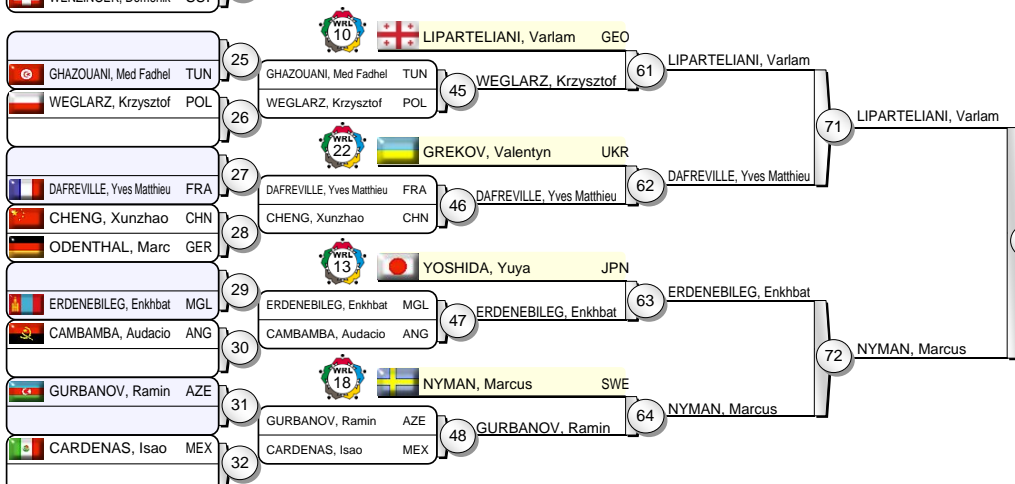 25
GHAZOUANI, Med Fadhel TUN
WEGLARZ, Krzysztof POL
26
27
DAFREVILLE, Yves Matthieu FRA
CHENG, Xunzhao CHN
28
ODENTHAL, Marc GER
29
ERDENEBILEG, Enkhbat MGL
CAMBAMBA, Audacio ANG
30
GURBANOV, Ramin AZE
31
CARDENAS, Isao MEX
32
WRL
10
LIPARTELIANI, Varlam GEO
GHAZOUANI, Med Fadhel TUN
WEGLARZ, Krzysztof POL
45
WEGLARZ, Krzysztof
WRL
22
GREKOV, Valentyn UKR
DAFREVILLE, Yves Matthieu FRA
CHENG, Xunzhao CHN
46
DAFREVILLE, Yves Matthieu
WRL
13
YOSHIDA, Yuya JPN
ERDENEBILEG, Enkhbat MGL
CAMBAMBA, Audacio ANG
47
ERDENEBILEG, Enkhbat
WRL
18
NYMAN, Marcus SWE
GURBANOV, Ramin AZE
CARDENAS, Isao MEX
48
GURBANOV, Ramin
61
LIPARTELIANI, Varlam
62
DAFREVILLE, Yves Matthieu
63
ERDENEBILEG, Enkhbat
64
NYMAN, Marcus
71
LIPARTELIANI, Varlam
72
NYMAN, Marcus